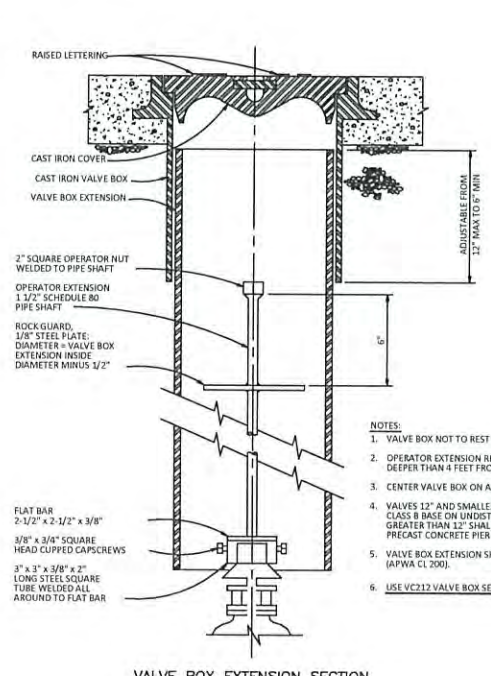 RAISED LETTERING
CAST IRON COVER
CAST IRON VALVE BOX
VALVE BOX EXTENSION
ADJUSTABLE FROM
12" MAX TO 6" MIN
2" SQUARE OPERATOR NUT
WELDED TO PIPE SHAFT
OPERATOR EXTENSION
1 1/2" SCHEDULE 80
PIPE SHAFT
ROCK GUARD,
1/8" STEEL PLATE:
DIAMETER = VALVE BOX
EXTENSION INSIDE
DIAMETER MINUS 1/2"
6"
FLAT BAR
2-1/2" x 2-1/2" x 3/8"
3/8" x 3/4" SQUARE
HEAD CUPPED CAPSCREWS
3" x 3" x 3/8" x 2"
LONG STEEL SQUARE
TUBE WELDED ALL
AROUND TO FLAT BAR
NOTES:
1. VALVE BOX NOT TO REST
2. OPERATOR EXTENSION
DEEPER THAN 4 FEET
3. CENTER VALVE BOX ON
4. VALVES 12" AND
CLASS B BASE ON
GREATER THAN 12"
PRECAST CONCRETE
5. VALVE BOX EXTENSION
(APWA CL 200).
6. USE VC212 VALVE BOX
VALVE BOX EXTENSION SECTION